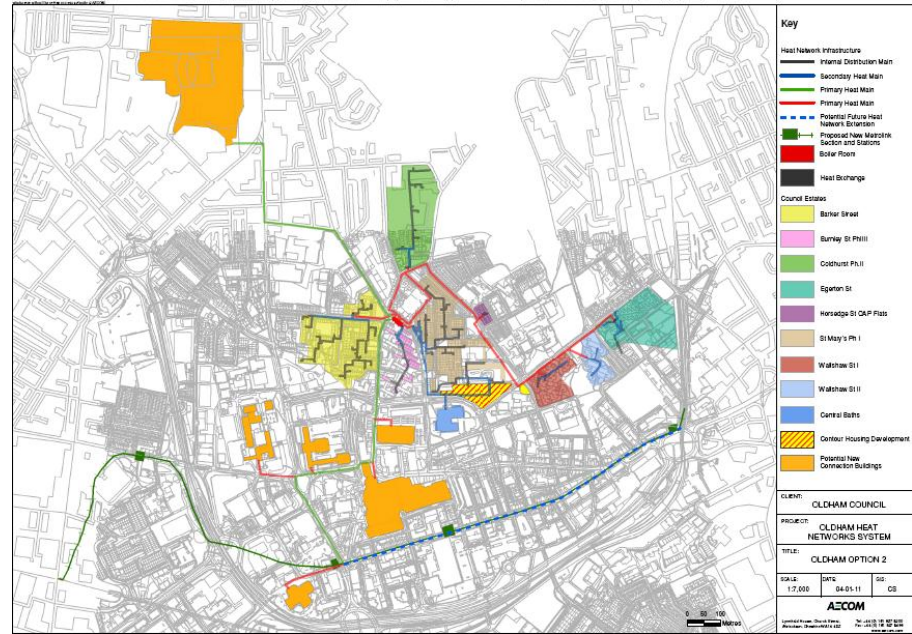 Key
Heat Network Infrastructure
Internal Distribution Main
Secondary Heat Main
Primary Heat Main
Primary Heat Main
Potential Future Heat
Network Extension
Proposed New Metrolink
Section and Stations
Boiler Room
Heat Exchange
Council Estates
Barker Street
Burnley St PhIII
Coldhurst Ph.II
Egerton St
Horsedge St CAP Flats
St Mary's Ph I
Wallshaw St I
Wallshaw St II
Central Baths
Contour Housing Development
Potential New
Connection Buildings
CLIENT:
OLDHAM COUNCIL
PROJECT:
OLDHAM HEAT
NETWORKS SYSTEM
TITLE:
OLDHAM OPTION 2
SCALE: DATE: GIS:
1:7,000 04-01-11 CS
AECOM
0 50 100
Metres